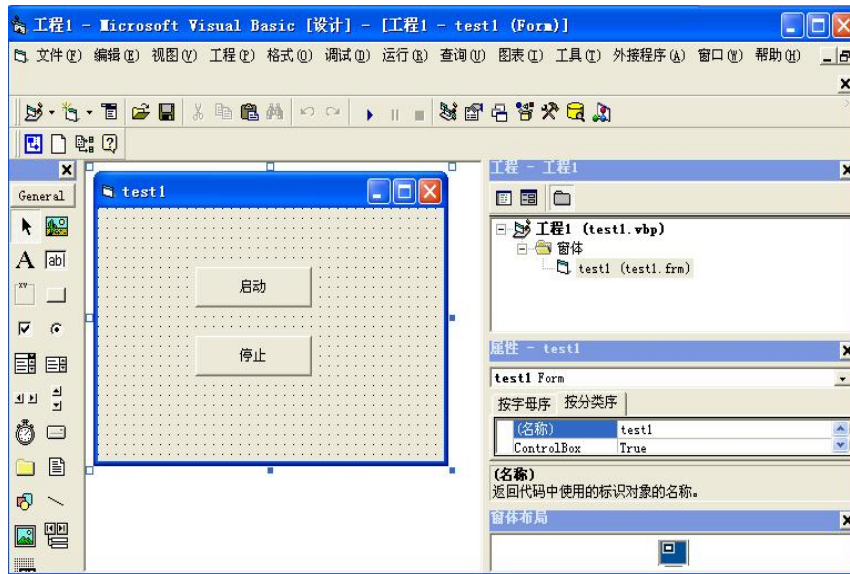 工程1 - Microsoft Visual Basic [设计] - [工程1 - test1 (Form)]
文件(F) 编辑(E) 视图(V) 工程(P) 格式(O) 调试(D) 运行(R) 查询(U) 图表(I) 工具(T) 外接程序(A) 窗口(W) 帮助(H)
General
A ab
XY
test1
启动
停止
工程 - 工程1
工程1 (test1.vbp)
窗体
test1 (test1.frm)
属性 - test1
test1 Form
按字母序 按分类序
(名称) test1
ControlBox True
(名称)
返回代码中使用的标识对象的名称。
窗体布局